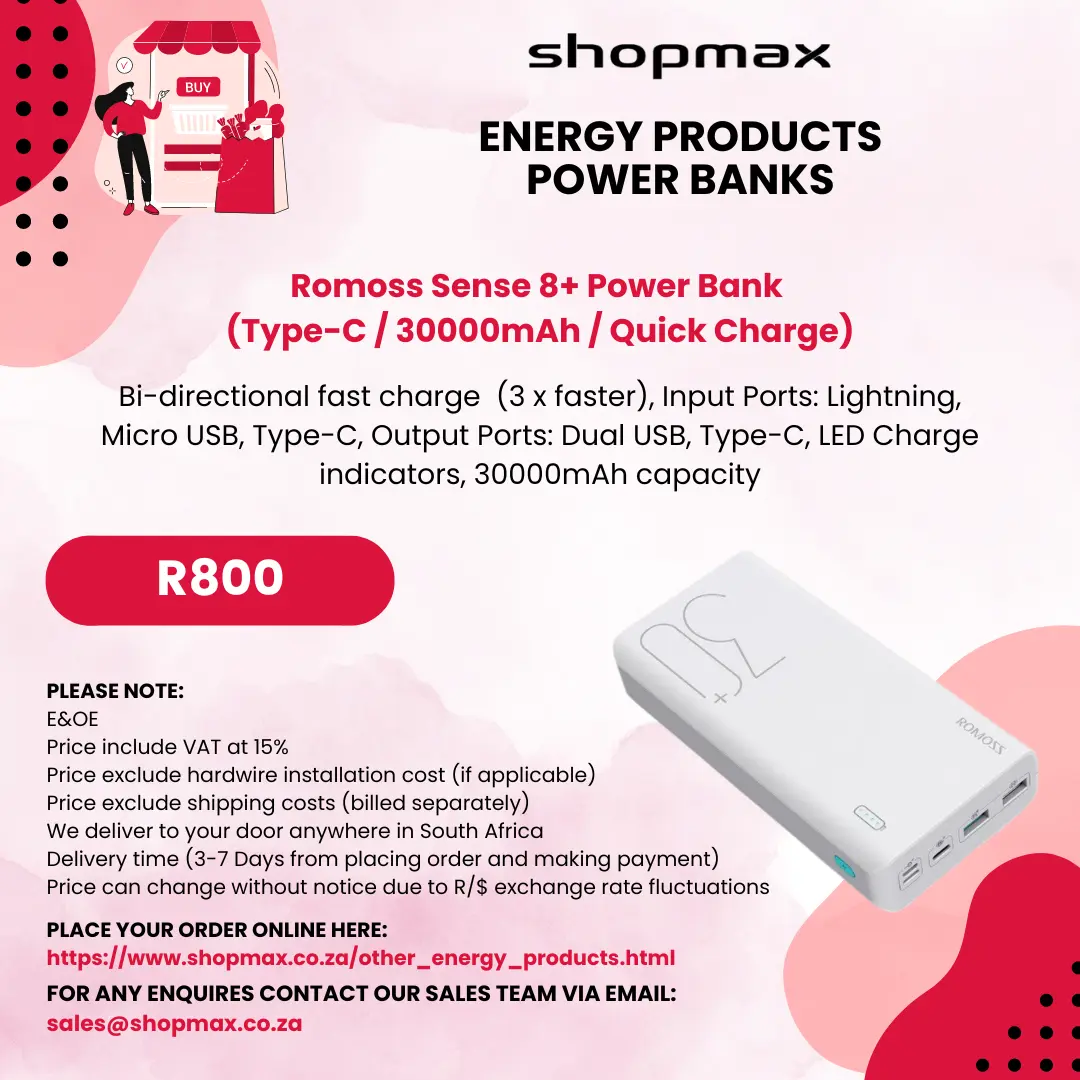 shopmax
BUY
ENERGY PRODUCTS
POWER BANKS
Romoss Sense 8+ Power Bank
(Type-C / 30000mAh / Quick Charge)
Bi-directional fast charge  (3 x faster), Input Ports: Lightning,
Micro USB, Type-C, Output Ports: Dual USB, Type-C, LED Charge
indicators, 30000mAh capacity
R800
30+
ROMOSS
PLEASE NOTE:
E&OE
Price include VAT at 15%
Price exclude hardwire installation cost (if applicable)
Price exclude shipping costs (billed separately)
We deliver to your door anywhere in South Africa
Delivery time (3-7 Days from placing order and making payment)
Price can change without notice due to R/$ exchange rate fluctuations
PLACE YOUR ORDER ONLINE HERE:
https://www.shopmax.co.za/other_energy_products.html
FOR ANY ENQUIRES CONTACT OUR SALES TEAM VIA EMAIL:
sales@shopmax.co.za